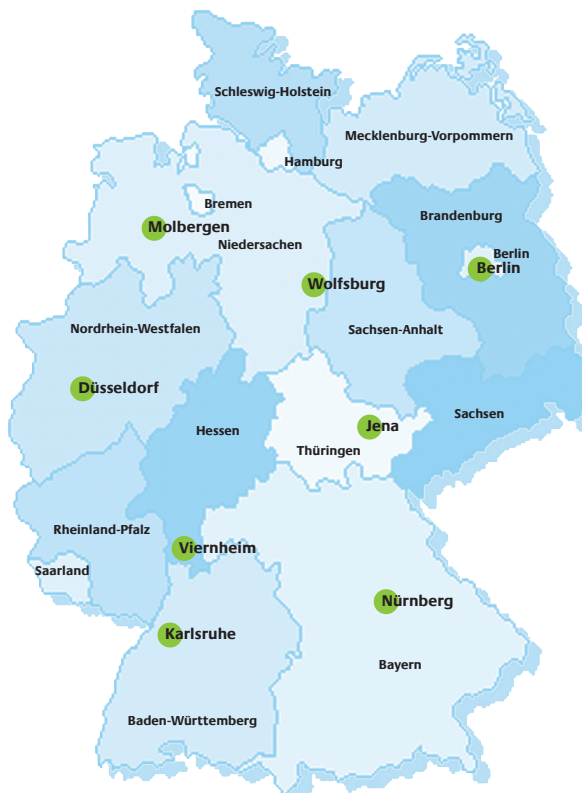 Schleswig-Holstein
Mecklenburg-Vorpommern
Hamburg
Bremen
Brandenburg
Molbergen
Niedersachen
Berlin
Berlin
Wolfsburg
Nordrhein-Westfalen
Sachsen-Anhalt
Düsseldorf
Sachsen
Jena
Hessen
Thüringen
Rheinland-Pfalz
Viernheim
Saarland
Nürnberg
Karlsruhe
Bayern
Baden-Württemberg